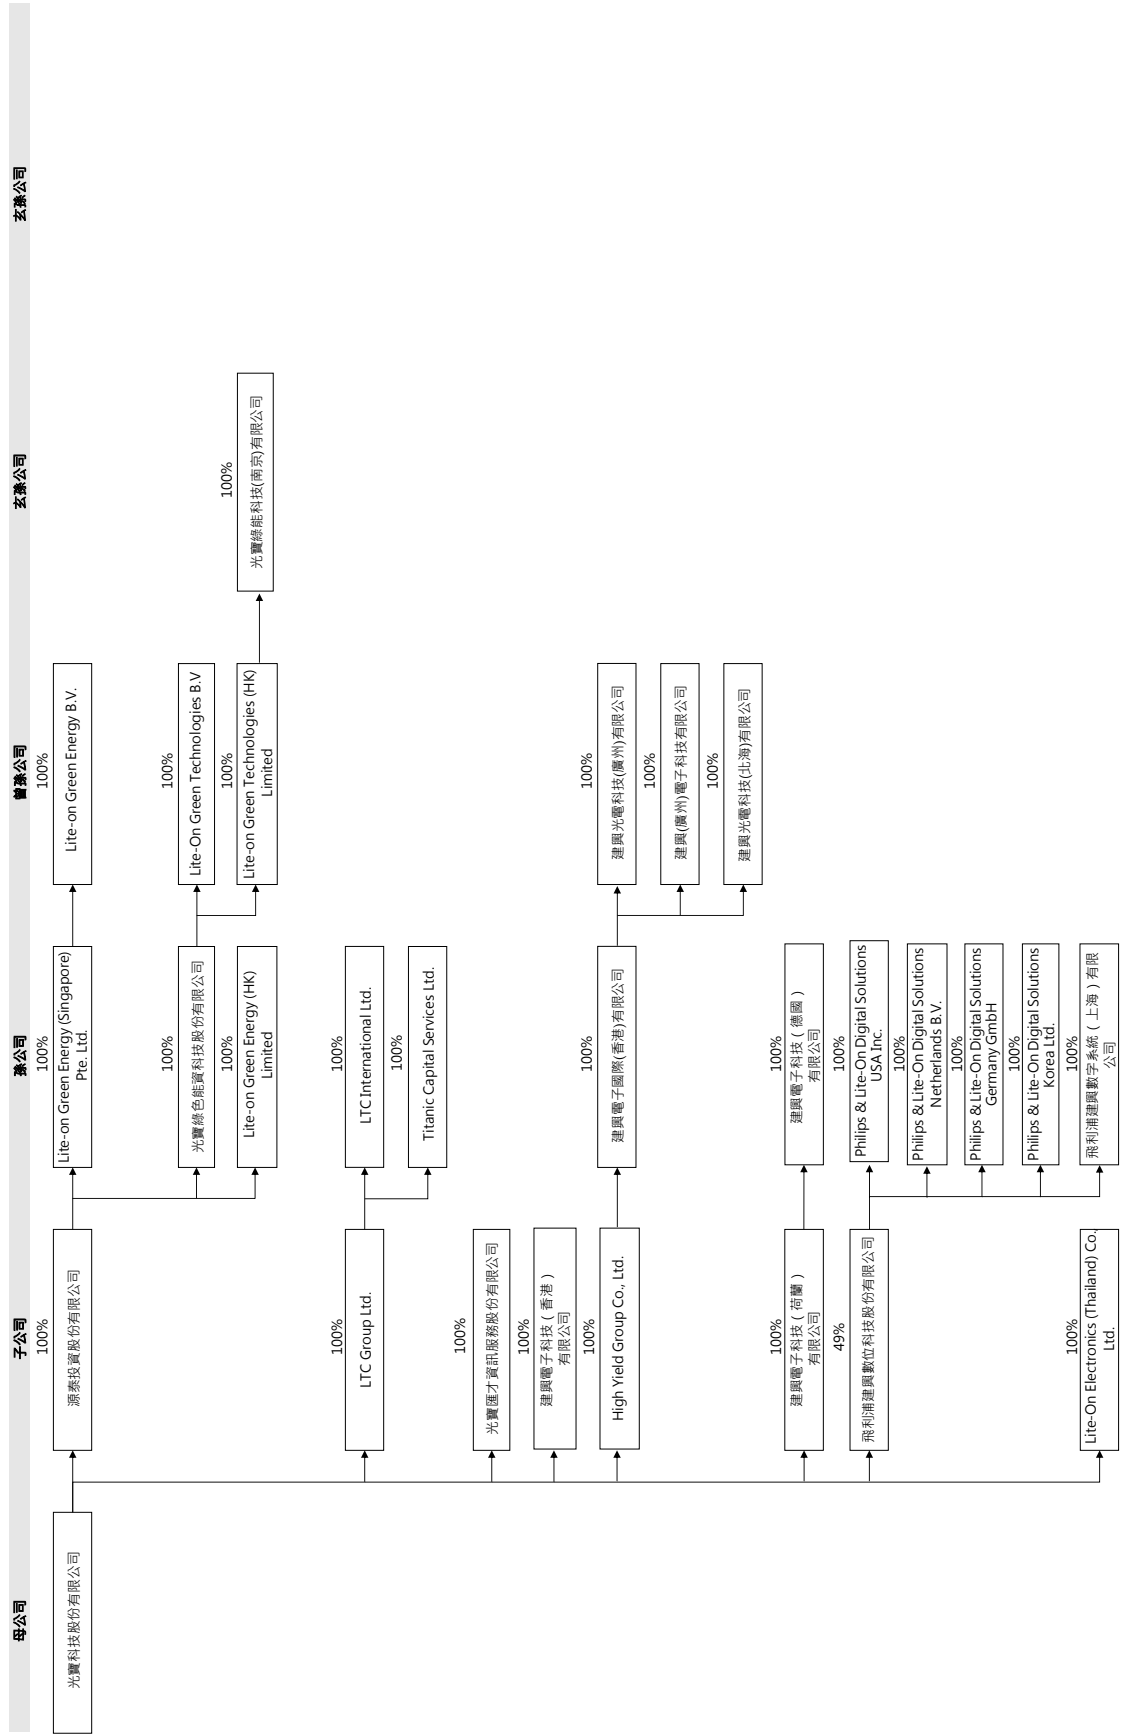 母公司
子公司
孫公司
曾孫公司
玄孫公司
玄孫公司
光寶科技股份有限公司
100%
源泰投資股份有限公司
100%
Lite-on Green Energy (Singapore)
Pte. Ltd.
100%
Lite-on Green Energy B.V.
100%
光寶綠色能資科技股份有限公司
100%
Lite-On Green Technologies B.V
100%
Lite-on Green Energy (HK)
Limited
100%
Lite-on Green Technologies (HK)
Limited
100%
光寶綠能科技(南京)有限公司
100%
LTC Group Ltd.
100%
LTC International Ltd.
100%
Titanic Capital Services Ltd.
100%
光寶匯才資訊服務股份有限公司
100%
建興電子科技（香港）
有限公司
100%
High Yield Group Co., Ltd.
100%
建興電子國際(香港)有限公司
100%
建興光電科技(廣州)有限公司
100%
建興(廣州)電子科技有限公司
100%
建興光電科技(北海)有限公司
100%
建興電子科技（荷蘭）
有限公司
100%
建興電子科技（德國）
有限公司
49%
飛利浦建興數位科技股份有限公司
100%
Philips & Lite-On Digital Solutions
USA Inc.
100%
Philips & Lite-On Digital Solutions
Netherlands B.V.
100%
Philips & Lite-On Digital Solutions
Germany GmbH
100%
Philips & Lite-On Digital Solutions
Korea Ltd.
100%
飛利浦建興數字系統（上海）有限
公司
100%
Lite-On Electronics (Thailand) Co.,
Ltd.